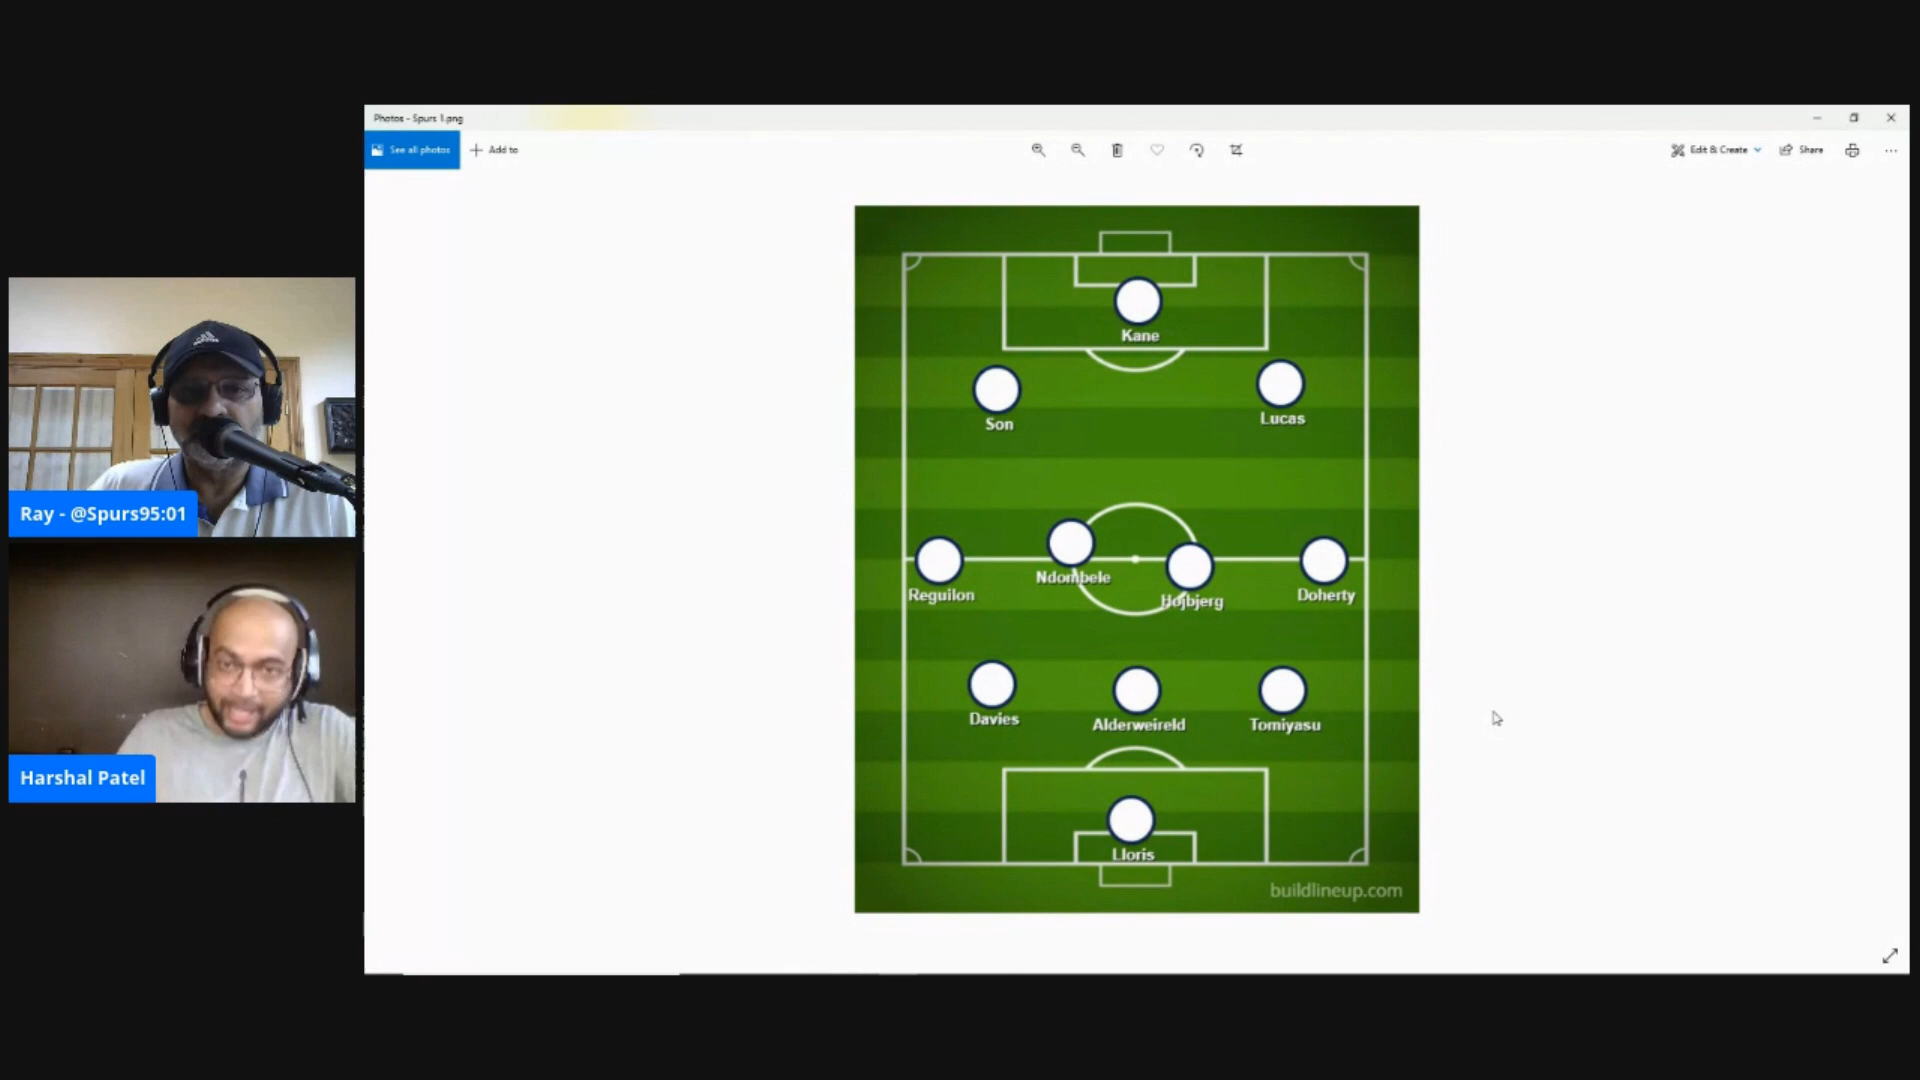 Photos - Spurs 1.png
See all photos
Add to
Edit & Create
Share
Kane
Son
Lucas
Ndombele
Reguilon
Hojbjerg
Doherty
Davies
Alderweireld
Tomiyasu
Lloris
buildlineup.com
Ray - @Spurs95:01
Harshal Patel